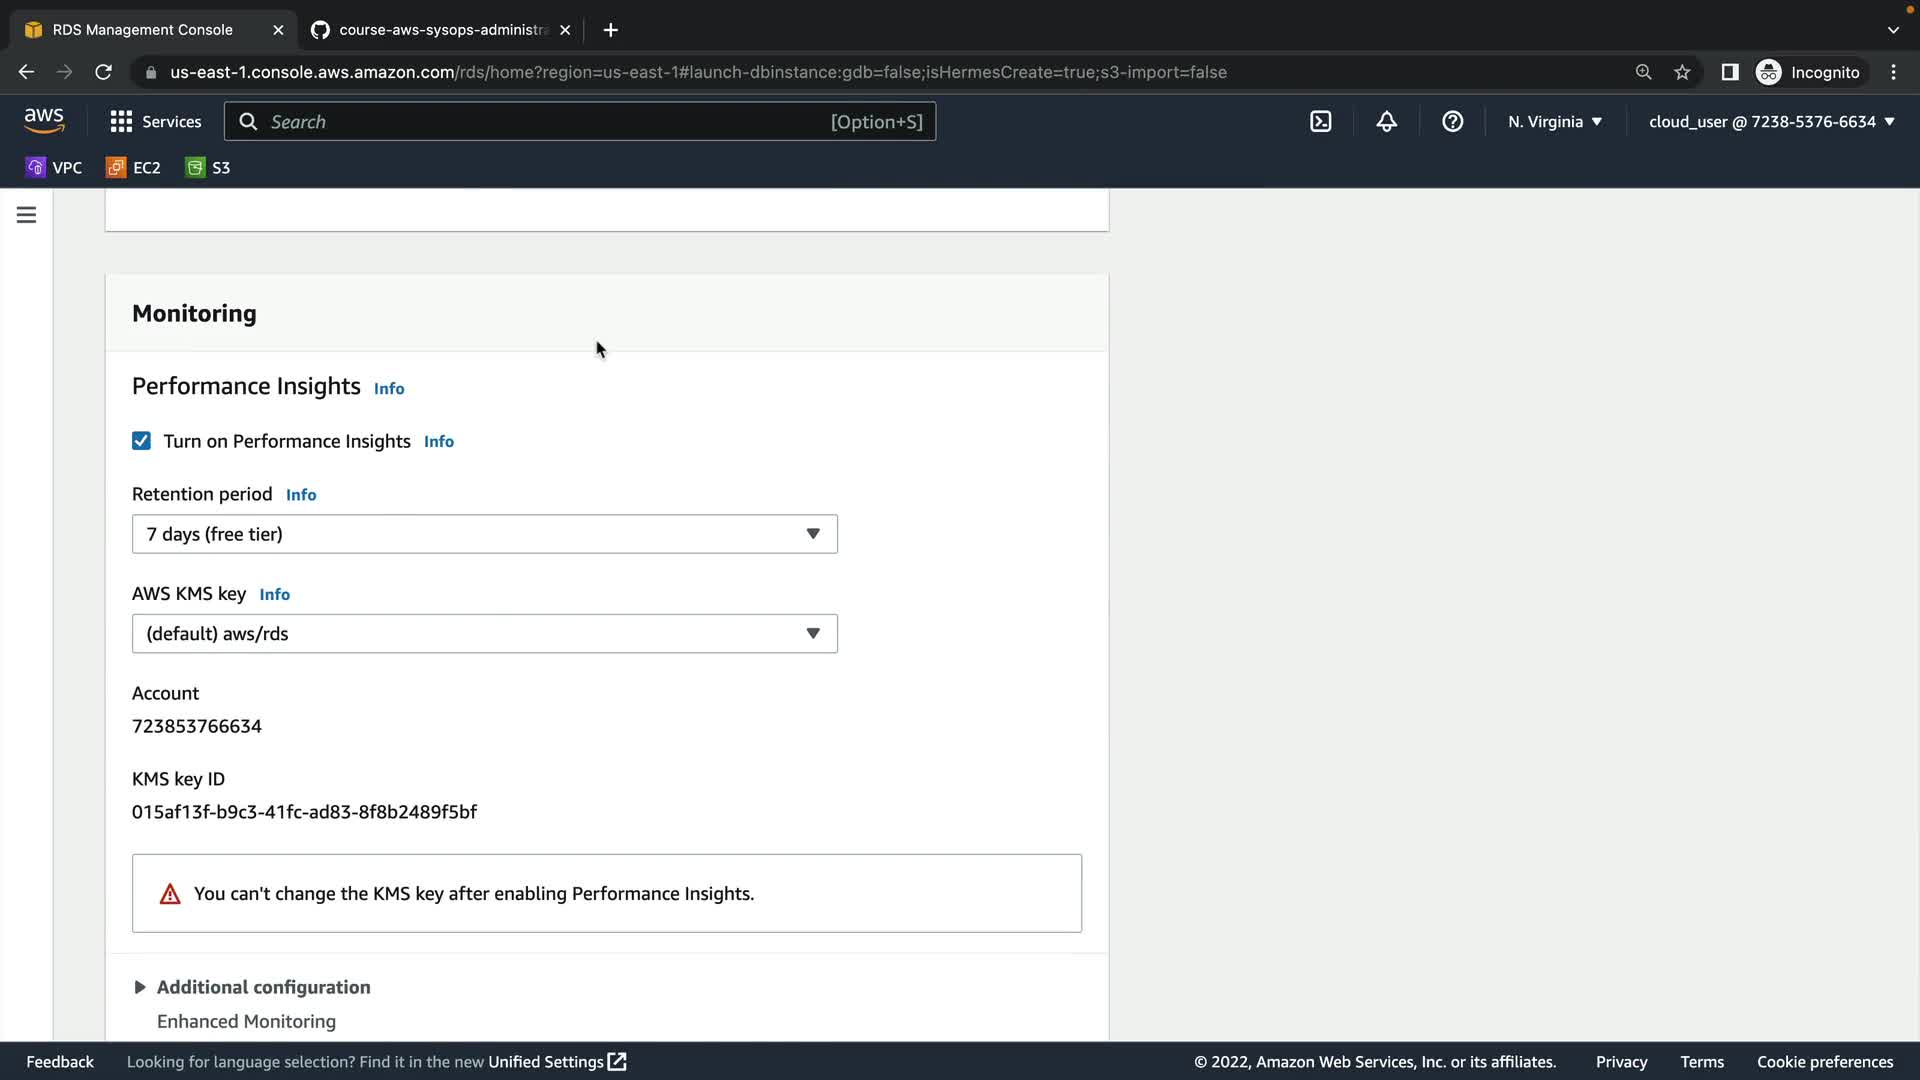 RDS Management Console
course-aws-sysops-administra
us-east-1.console.aws.amazon.com/rds/home?region=us-east-1#launch-dbinstance:gdb=false;isHermesCreate=true;s3-import=false
Incognito
aws
Services
Search
[Option+S]
N. Virginia
cloud_user @ 7238-5376-6634
VPC
EC2
S3
Monitoring
Performance Insights Info
Turn on Performance Insights Info
Retention period Info
7 days (free tier)
AWS KMS key Info
(default) aws/rds
Account
723853766634
KMS key ID
015af13f-b9c3-41fc-ad83-8f8b2489f5bf
You can't change the KMS key after enabling Performance Insights.
Additional configuration
Enhanced Monitoring
Feedback
Looking for language selection? Find it in the new Unified Settings
© 2022, Amazon Web Services, Inc. or its affiliates.
Privacy
Terms
Cookie preferences